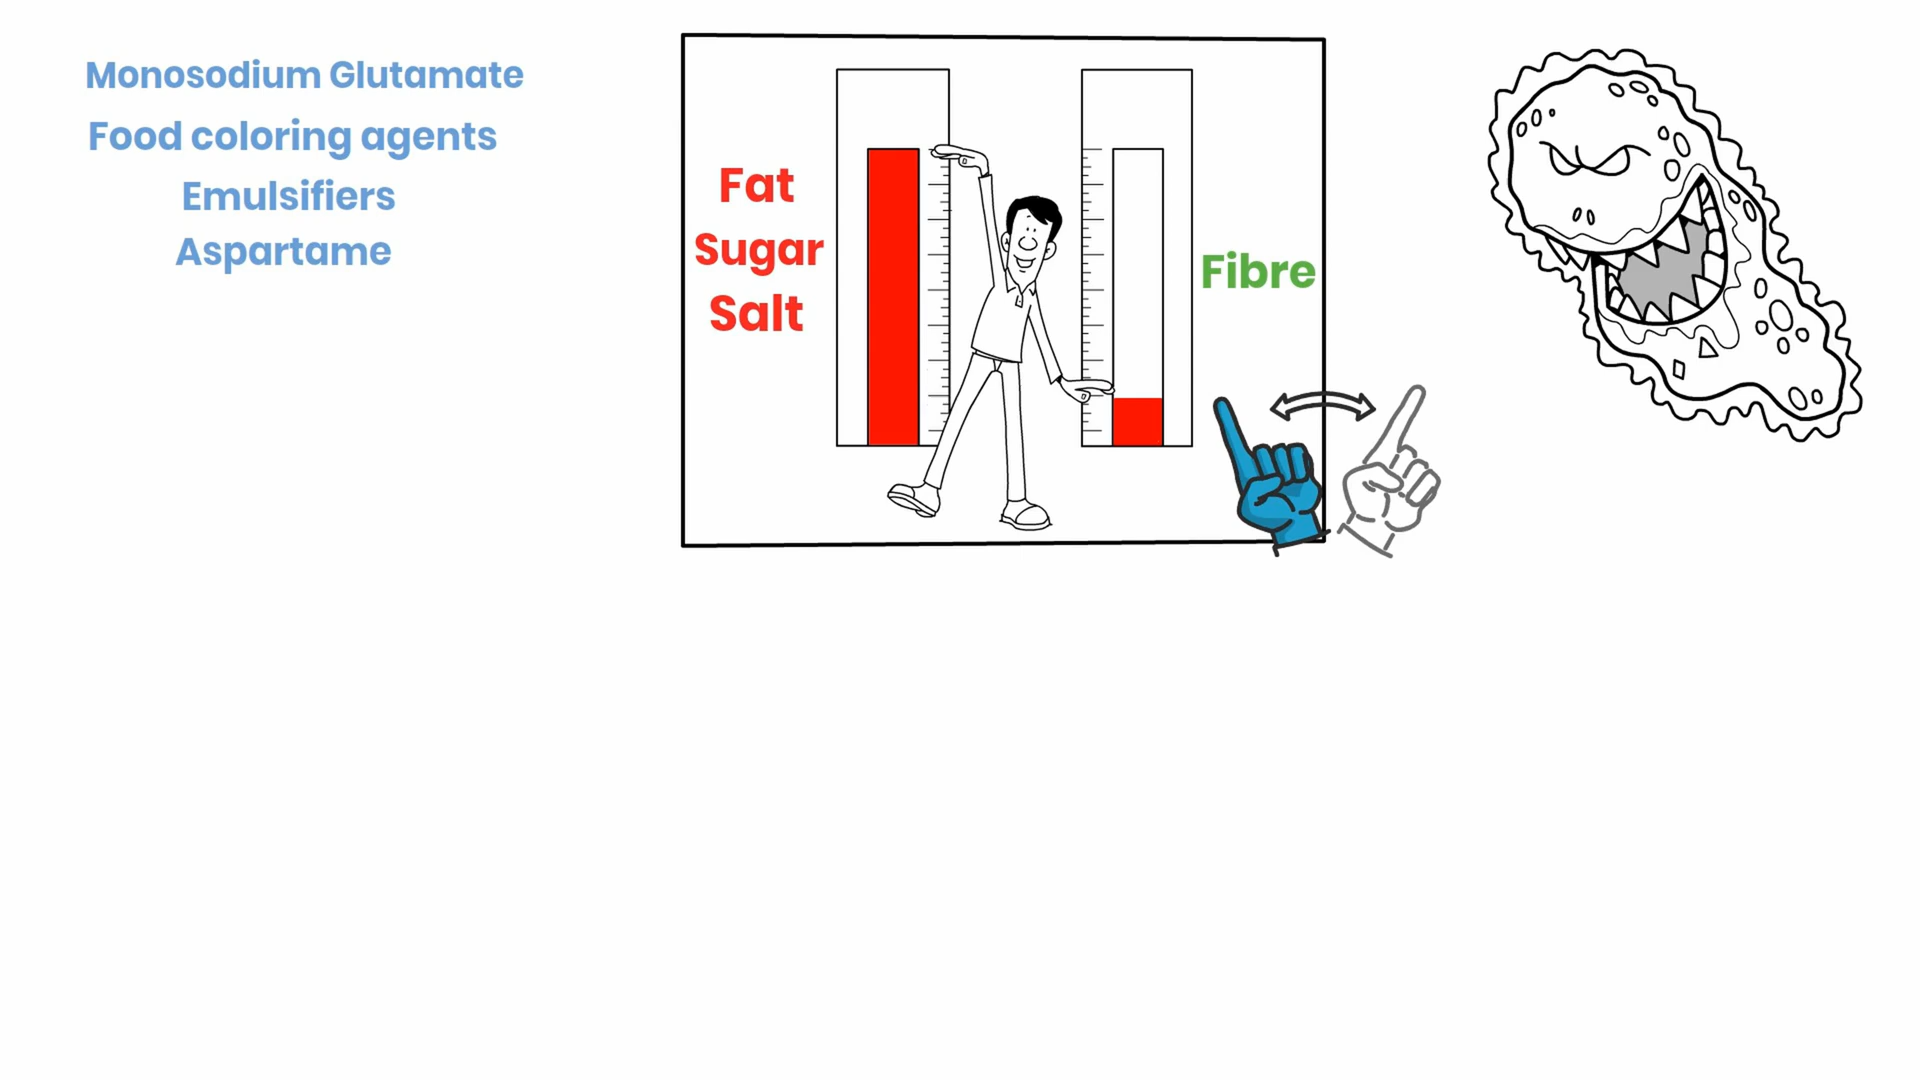 Monosodium Glutamate
Food coloring agents
Emulsifiers
Aspartame
Fat
Sugar
Salt
Fibre